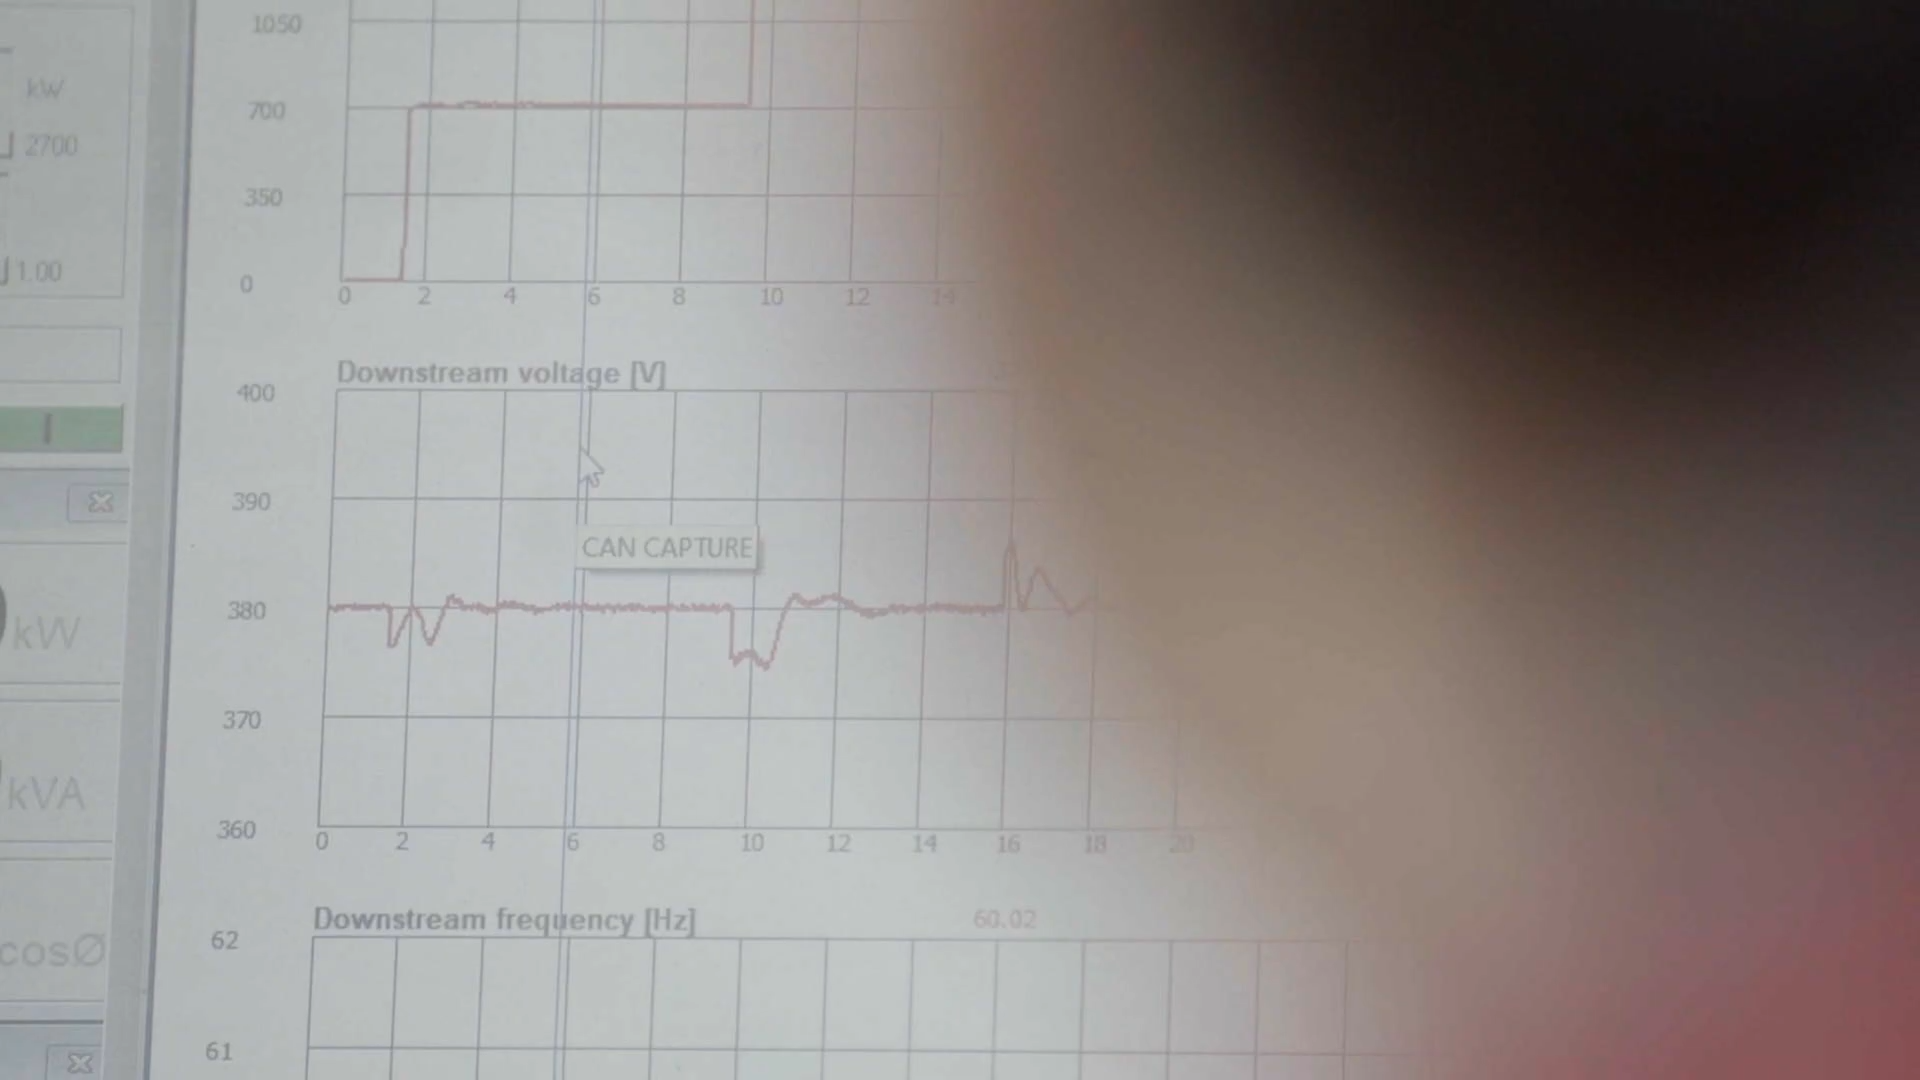 1050
kW
700
2700
350
1.00
0
0 2 4 6 8 10 12 14
Downstream voltage [V]
400
390
CAN CAPTURE
380
kW
370
kVA
360
0 2 4 6 8 10 12 14 16 18 20
Downstream frequency [Hz] 60.02
62
cosØ
61